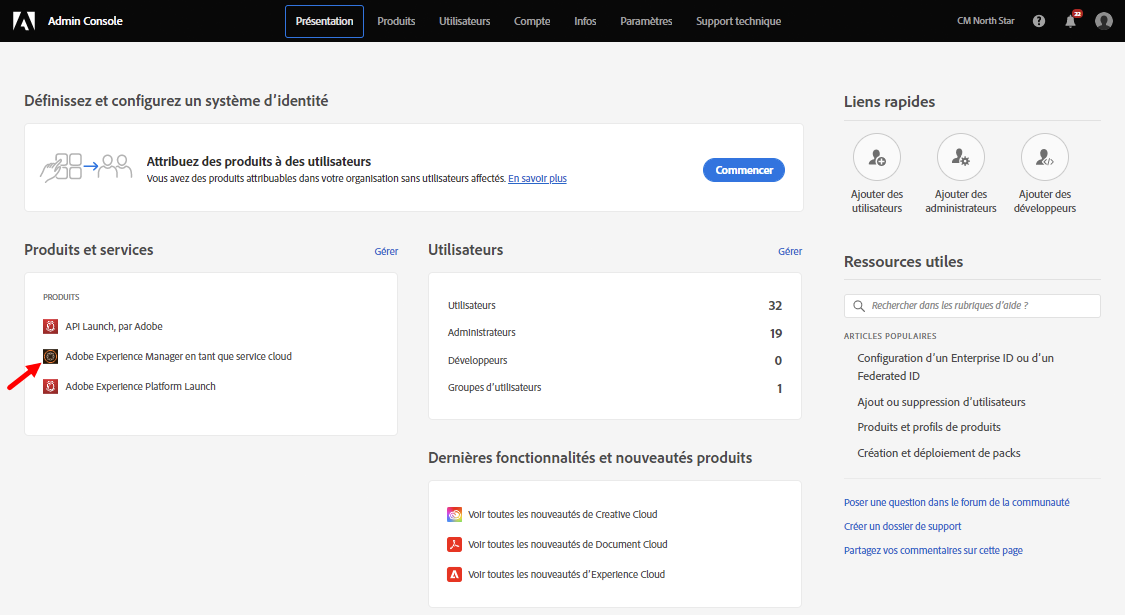 Admin Console
Présentation
Produits
Utilisateurs
Compte
Infos
Paramètres
Support technique
CM North Star
22
Définissez et configurez un système d'identité
Attribuez des produits à des utilisateurs
Vous avez des produits attribuables dans votre organisation sans utilisateurs affectés. En savoir plus
Commencer
Produits et services
Gérer
PRODUITS
API Launch, par Adobe
Adobe Experience Manager en tant que service cloud
Adobe Experience Platform Launch
Utilisateurs
Gérer
Utilisateurs 32
Administrateurs 19
Développeurs 0
Groupes d'utilisateurs 1
Dernières fonctionnalités et nouveautés produits
Voir toutes les nouveautés de Creative Cloud
Voir toutes les nouveautés de Document Cloud
Voir toutes les nouveautés d'Experience Cloud
Liens rapides
Ajouter des
utilisateurs
Ajouter des
administrateurs
Ajouter des
développeurs
Ressources utiles
Rechercher dans les rubriques d'aide ?
ARTICLES POPULAIRES
Configuration d'un Enterprise ID ou d'un
Federated ID
Ajout ou suppression d'utilisateurs
Produits et profils de produits
Création et déploiement de packs
Poser une question dans le forum de la communauté
Créer un dossier de support
Partagez vos commentaires sur cette page